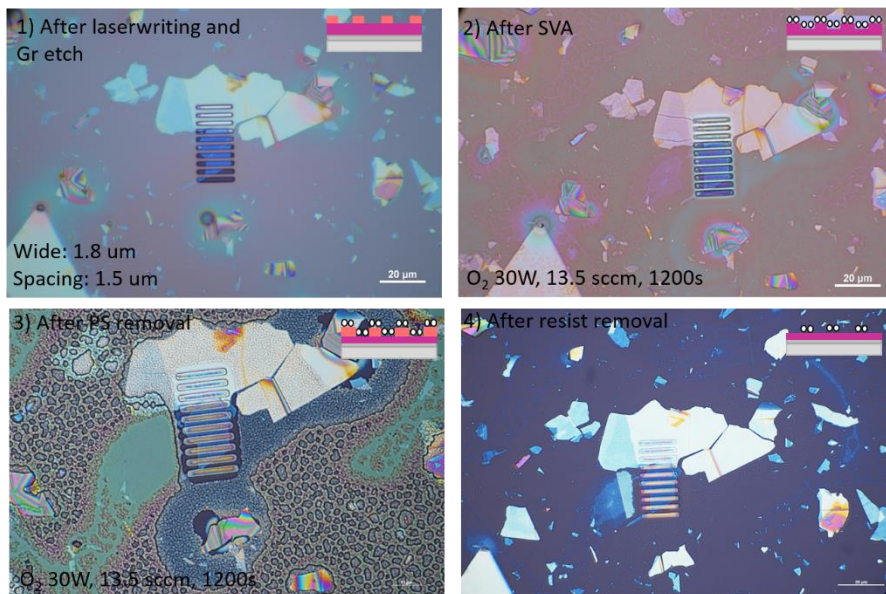 1) After laserwriting and
Gr etch
Wide: 1.8 um
Spacing: 1.5 um
20 μm
2) After SVA
O₂ 30W, 13.5 sccm, 1200s
20 μm
3) After PS removal
O₂ 30W, 13.5 sccm, 1200s
4) After resist removal